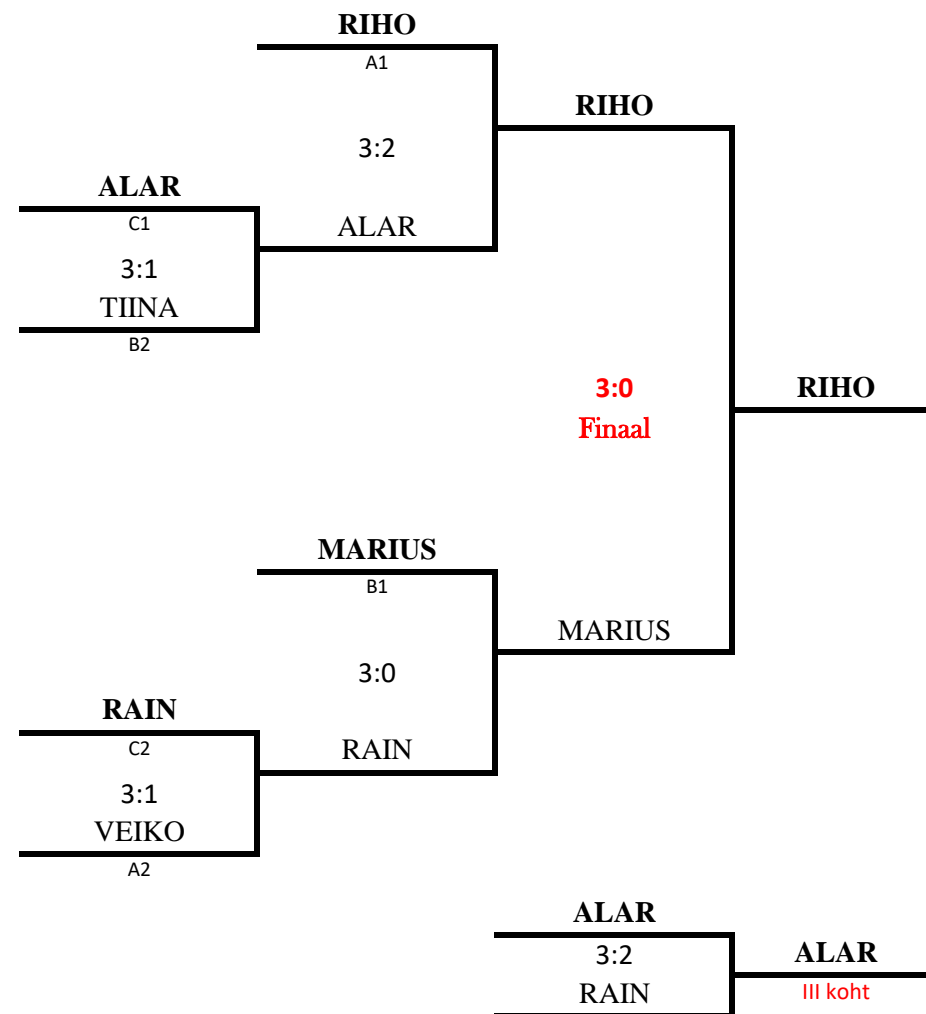 RIHO
A1
RIHO
3:2
ALAR
C1
ALAR
3:1
TIINA
B2
3:0
Finaal
RIHO
MARIUS
B1
MARIUS
3:0
RAIN
C2
RAIN
3:1
VEIKO
A2
ALAR
3:2
RAIN
ALAR
III koht